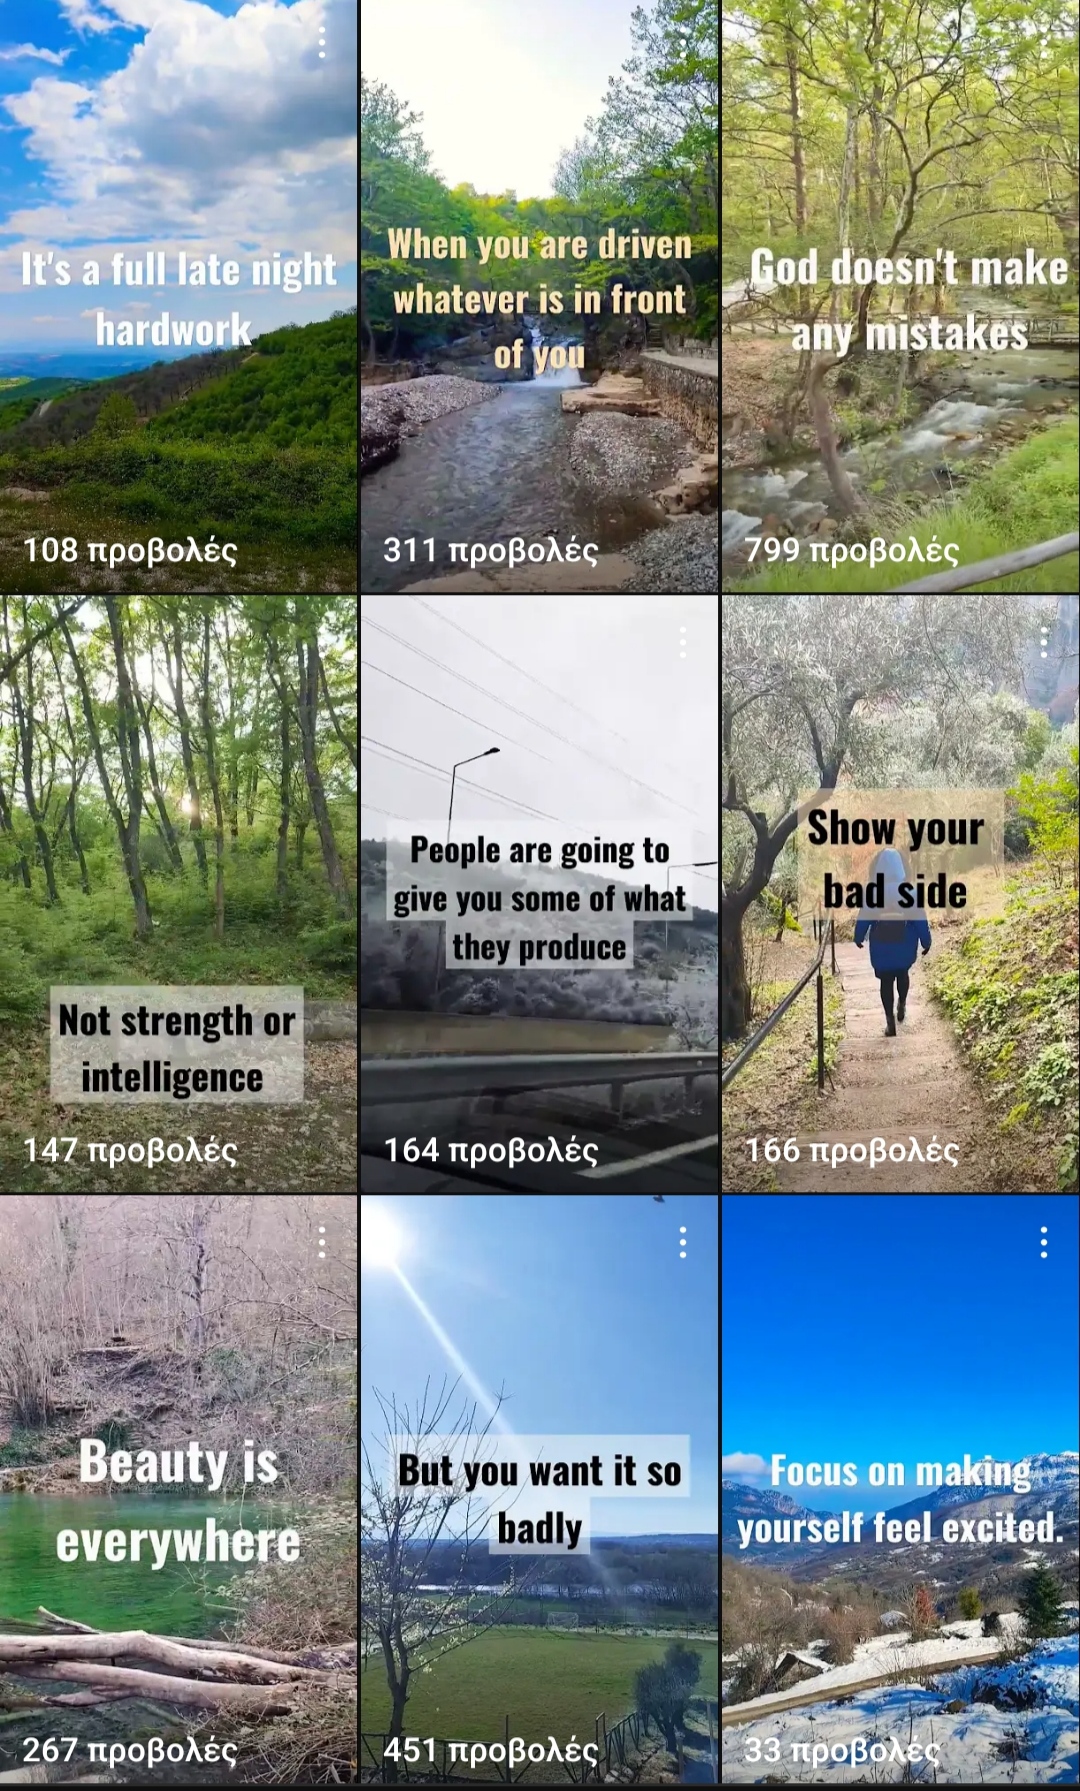 It's a full late night
hardwork
108 προβολές
When you are driven
whatever is in front
of you
311 προβολές
God doesn't make
any mistakes
799 προβολές
Not strength or
intelligence
147 προβολές
People are going to
give you some of what
they produce
164 προβολές
Show your
bad side
166 προβολές
Beauty is
everywhere
267 προβολές
But you want it so
badly
451 προβολές
Focus on making
yourself feel excited.
33 προβολές